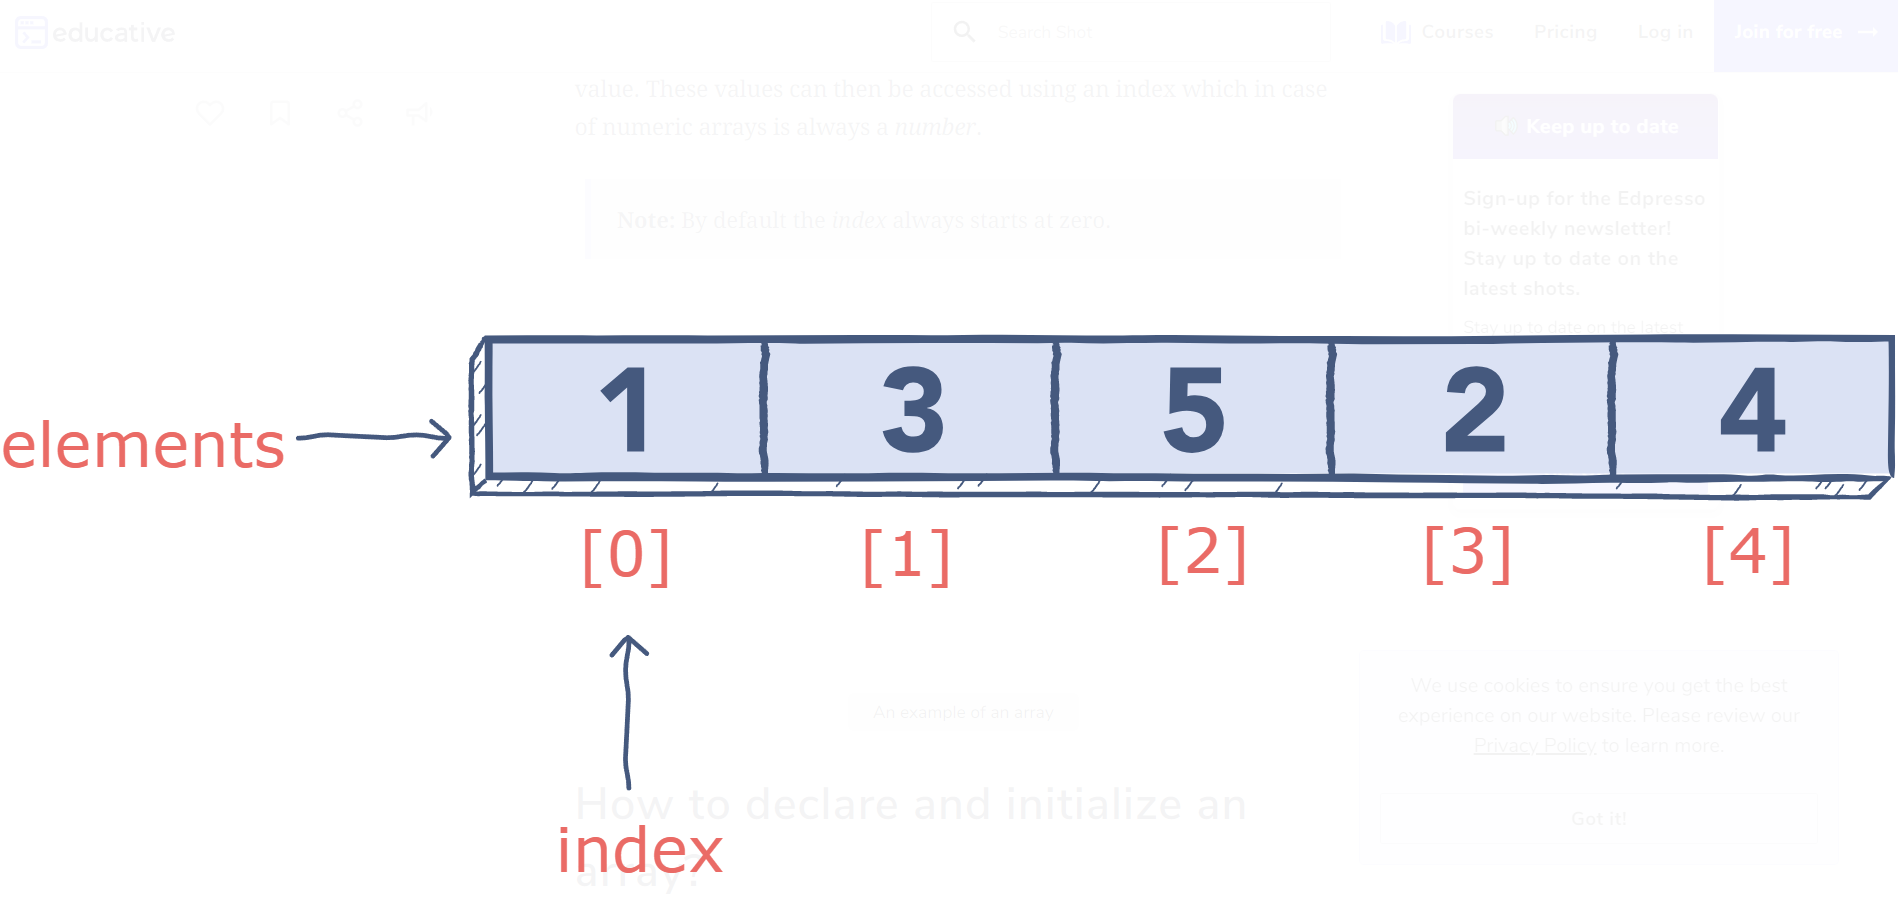 educative
Search Shot
Courses
Pricing
Log in
Join for free
value. These values can then be accessed using an index which in case
of numeric arrays is always a number.
Note: By default the index always starts at zero.
Keep up to date
Sign-up for the Edpresso
bi-weekly newsletter!
Stay up to date on the
latest shots.
Stay up to date on the latest
elements
1 3 5 2 4
[0] [1] [2] [3] [4]
index
An example of an array
How to declare and initialize an
array?
We use cookies to ensure you get the best
experience on our website. Please review our
Privacy Policy to learn more.
Got it!